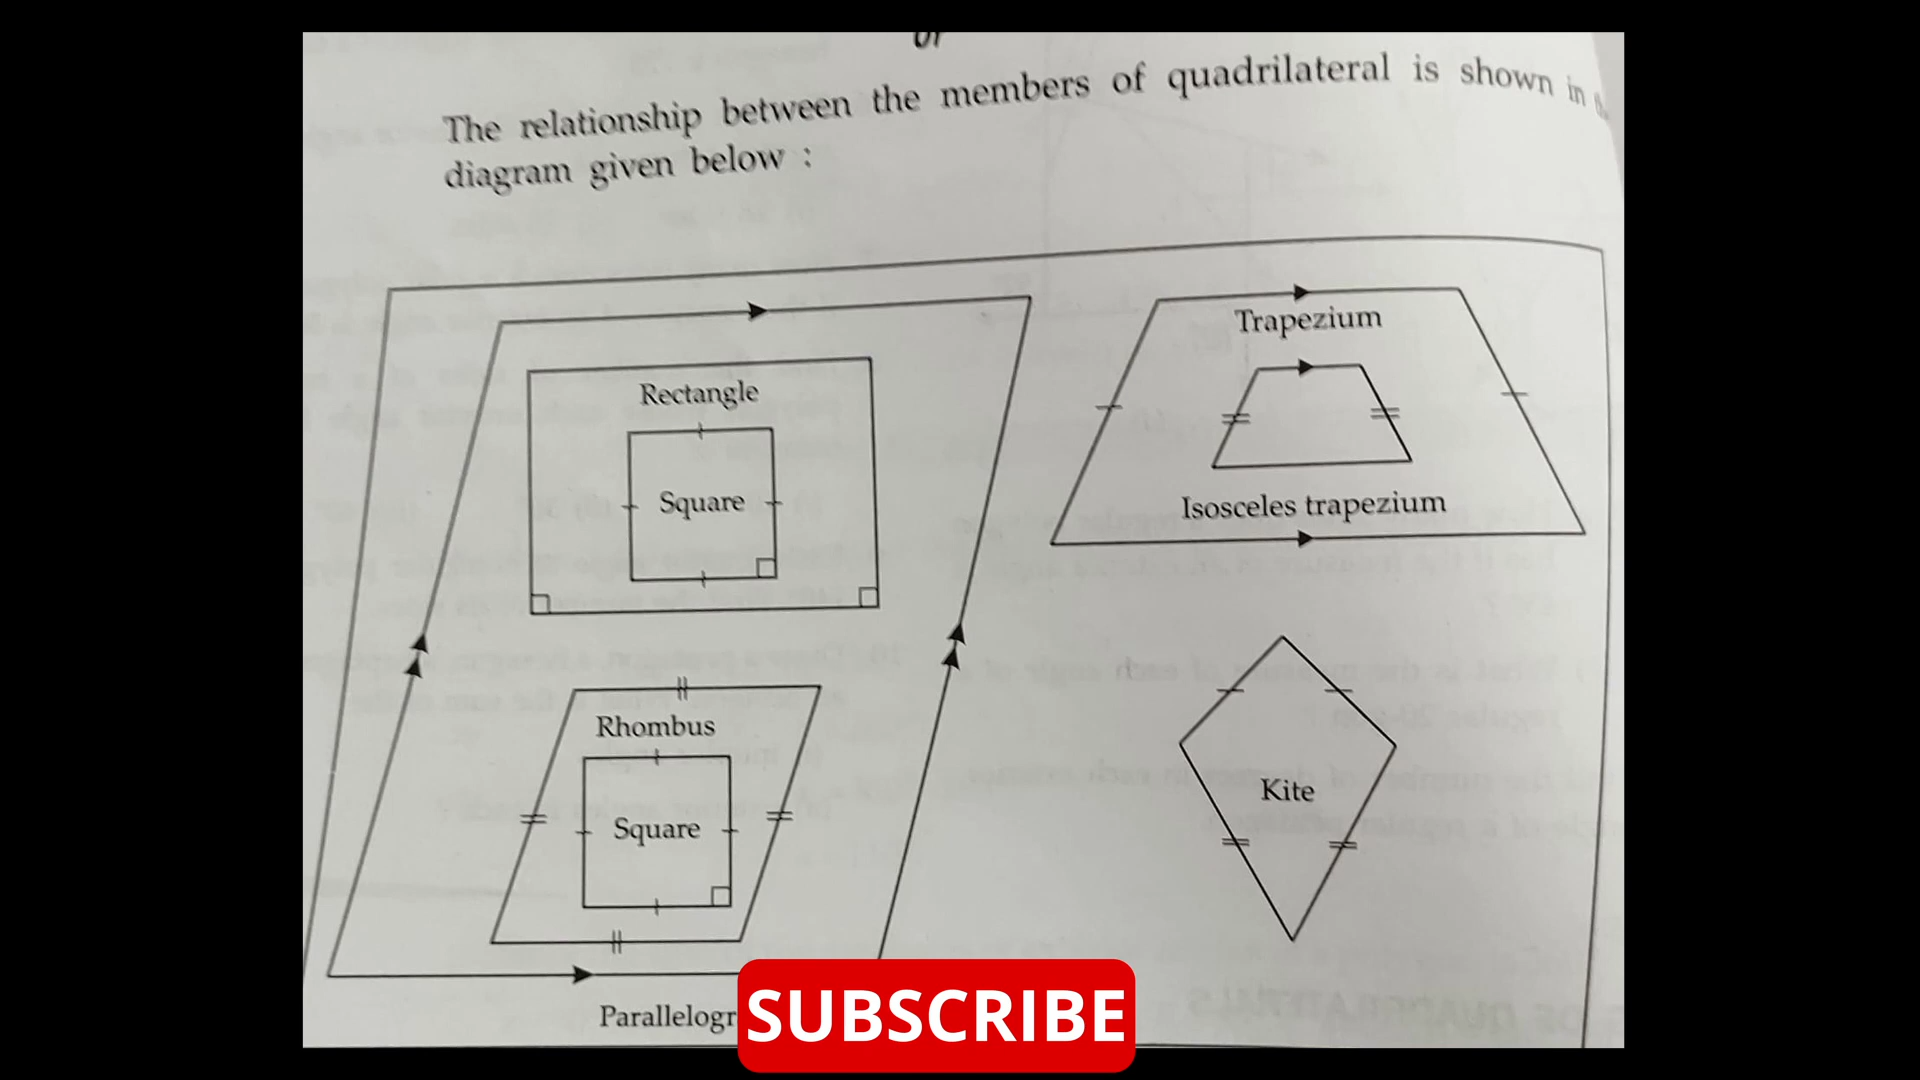 or
The relationship between the members of quadrilateral is shown in
diagram given below :
Trapezium
Rectangle
Square
Isosceles trapezium
Rhombus
Square
Kite
Parallelogr
SUBSCRIBE